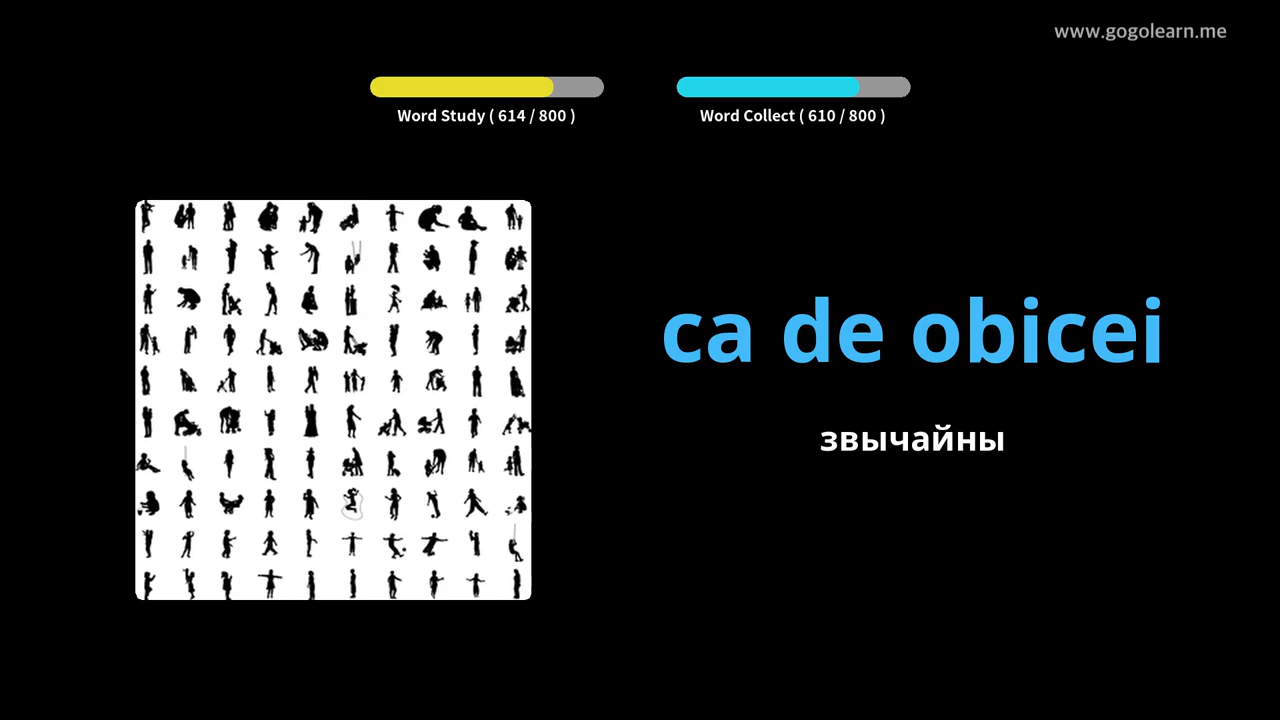 www.gogolearn.me
Word Study ( 614 / 800 )
Word Collect ( 610 / 800 )
ca de obicei
звычайны